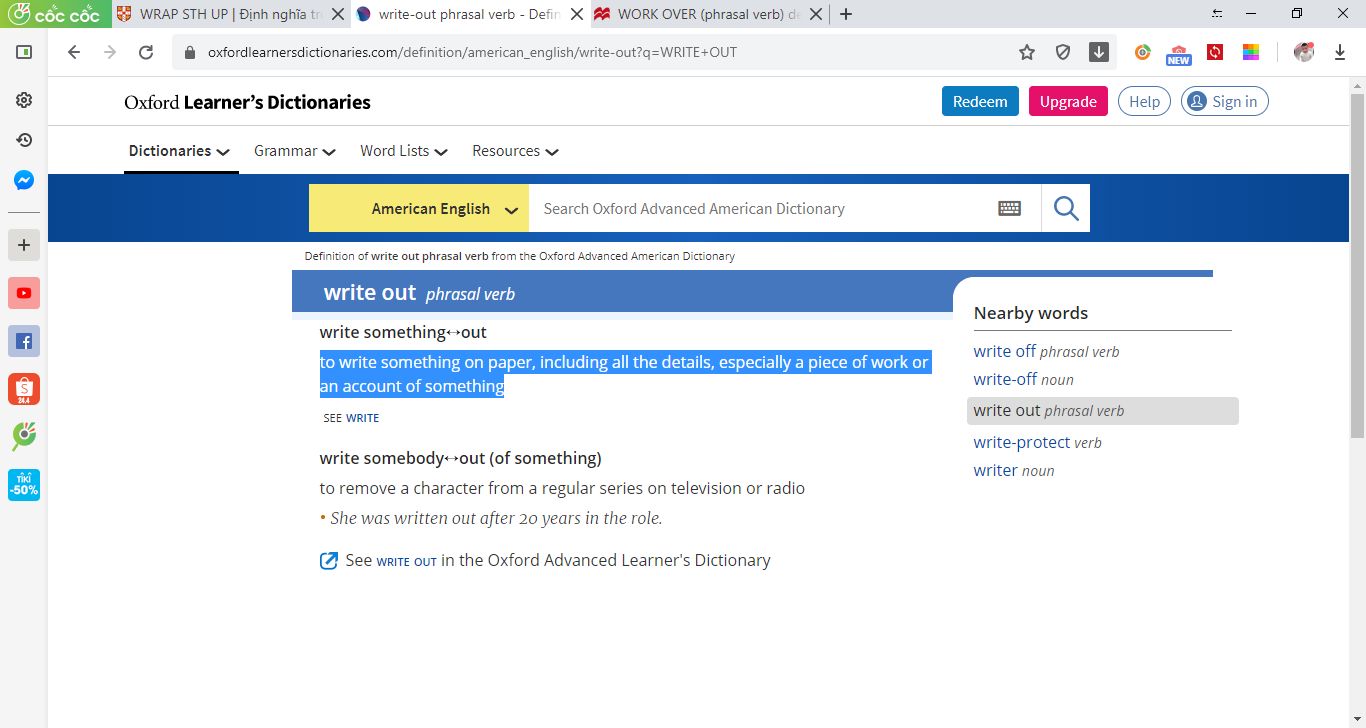 cốc cốc
WRAP STH UP | Định nghĩa tr
write-out phrasal verb - Defin
WORK OVER (phrasal verb) de
oxfordlearnersdictionaries.com/definition/american_english/write-out?q=WRITE+OUT
NEW
Oxford Learner's Dictionaries
Redeem
Upgrade
Help
Sign in
Dictionaries
Grammar
Word Lists
Resources
American English
Search Oxford Advanced American Dictionary
Definition of write out phrasal verb from the Oxford Advanced American Dictionary
write out phrasal verb
write something↔out
to write something on paper, including all the details, especially a piece of work or
an account of something
SEE WRITE
write somebody↔out (of something)
to remove a character from a regular series on television or radio
• She was written out after 20 years in the role.
See WRITE OUT in the Oxford Advanced Learner's Dictionary
Nearby words
write off phrasal verb
write-off noun
write out phrasal verb
write-protect verb
writer noun
S
24.4
TIKI
-50%